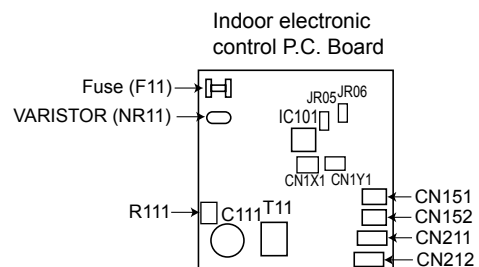 Indoor electronic
control P.C. Board
Fuse (F11)
VARISTOR (NR11)
JR05
JR06
IC101
CN1X1
CN1Y1
R111
C111
T11
CN151
CN152
CN211
CN212